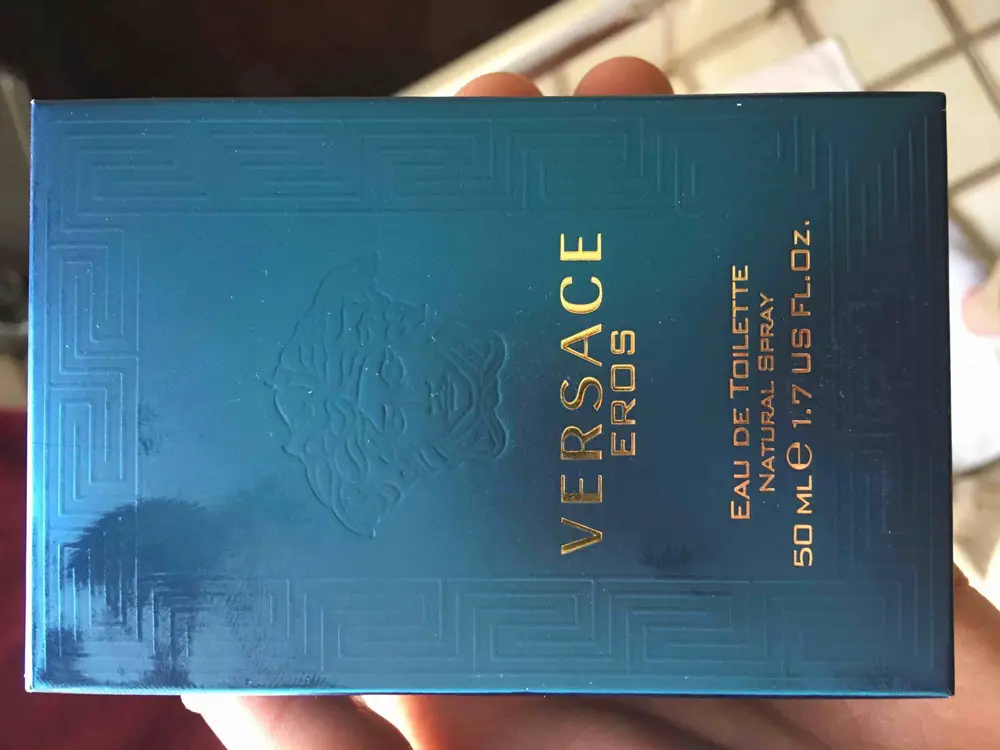 VERSACE
EROS
EAU DE TOILETTE
NATURAL SPRAY
50 ML e 1.7 US FL.OZ.